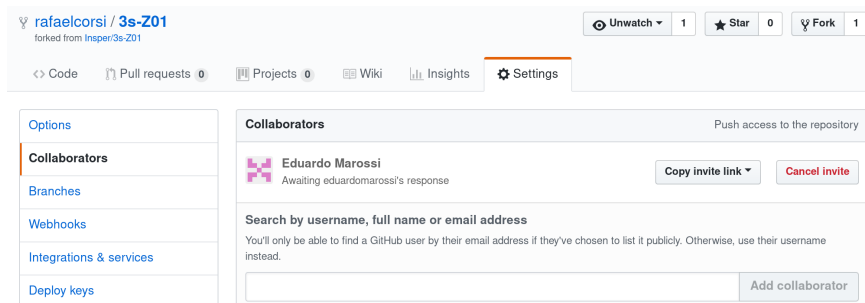 rafaelcorsi / 3s-Z01
forked from Insper/3s-Z01
Unwatch 1 Star 0 Fork 1
Code Pull requests 0 Projects 0 Wiki Insights Settings
Options
Collaborators
Branches
Webhooks
Integrations & services
Deploy keys
Collaborators Push access to the repository
Eduardo Marossi
Awaiting eduardomarossi's response
Copy invite link Cancel invite
Search by username, full name or email address
You'll only be able to find a GitHub user by their email address if they've chosen to list it publicly. Otherwise, use their username
instead.
Add collaborator